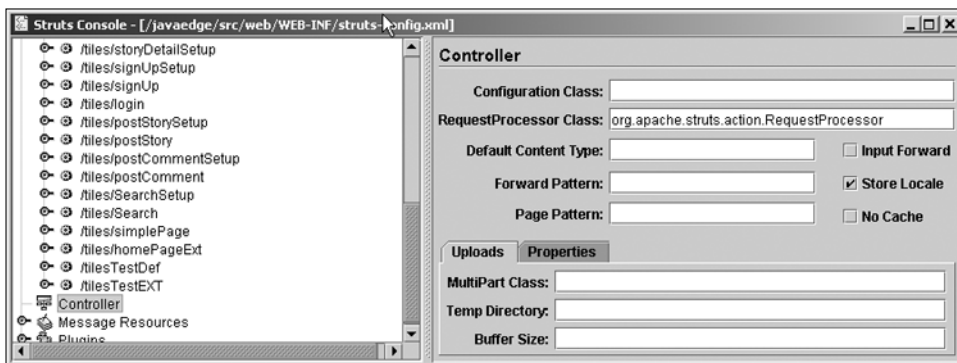 Struts Console - [/javaedge/src/web/WEB-INF/struts-config.xml]
/tiles/storyDetailSetup
/tiles/signUpSetup
/tiles/signUp
/tiles/login
/tiles/postStorySetup
/tiles/postStory
/tiles/postCommentSetup
/tiles/postComment
/tiles/SearchSetup
/tiles/Search
/tiles/simplePage
/tiles/homePageExt
/tilesTestDef
/tilesTestEXT
Controller
Message Resources
Plugins
Controller
Configuration Class:
RequestProcessor Class: org.apache.struts.action.RequestProcessor
Default Content Type: Input Forward
Forward Pattern: Store Locale
Page Pattern: No Cache
Uploads Properties
MultiPart Class:
Temp Directory:
Buffer Size: